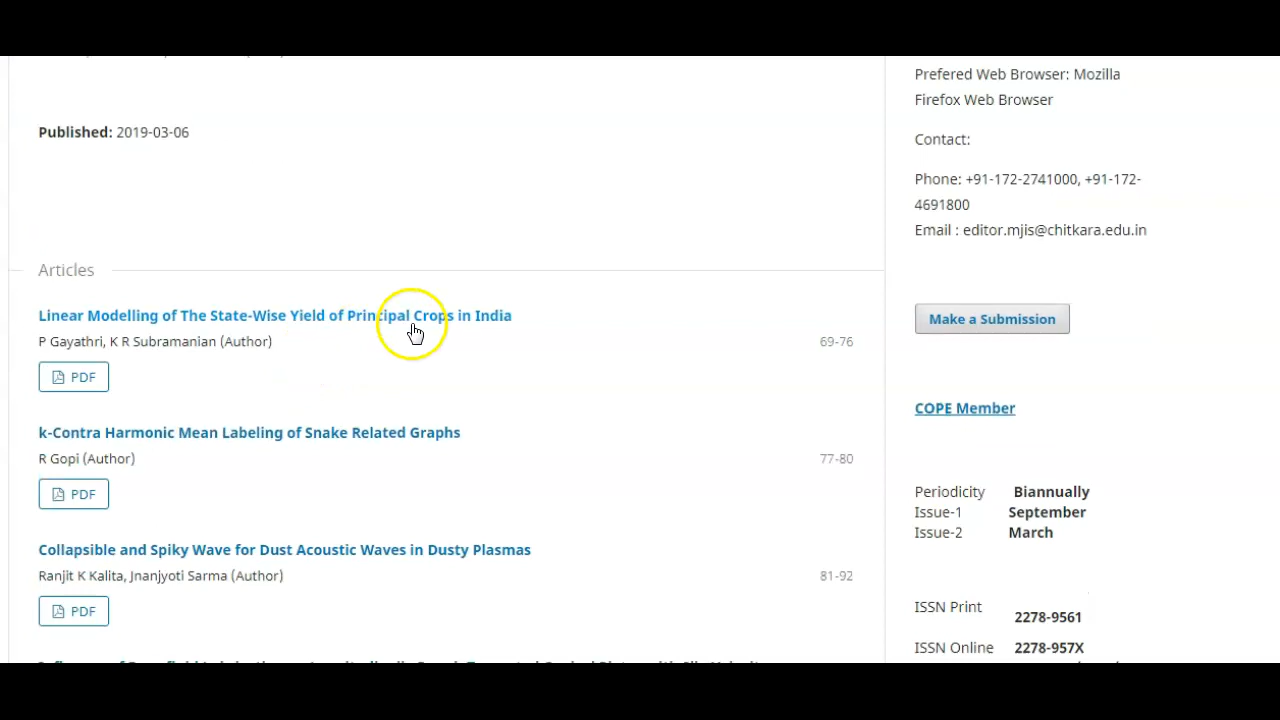 Published: 2019-03-06
Articles
Linear Modelling of The State-Wise Yield of Principal Crops in India
P Gayathri, K R Subramanian (Author)
69-76
PDF
k-Contra Harmonic Mean Labeling of Snake Related Graphs
R Gopi (Author)
77-80
PDF
Collapsible and Spiky Wave for Dust Acoustic Waves in Dusty Plasmas
Ranjit K Kalita, Jnanjyoti Sarma (Author)
81-92
PDF
Prefered Web Browser: Mozilla
Firefox Web Browser
Contact:
Phone: +91-172-2741000, +91-172-
4691800
Email : editor.mjis@chitkara.edu.in
Make a Submission
COPE Member
Periodicity Biannually
Issue-1 September
Issue-2 March
ISSN Print 2278-9561
ISSN Online 2278-957X